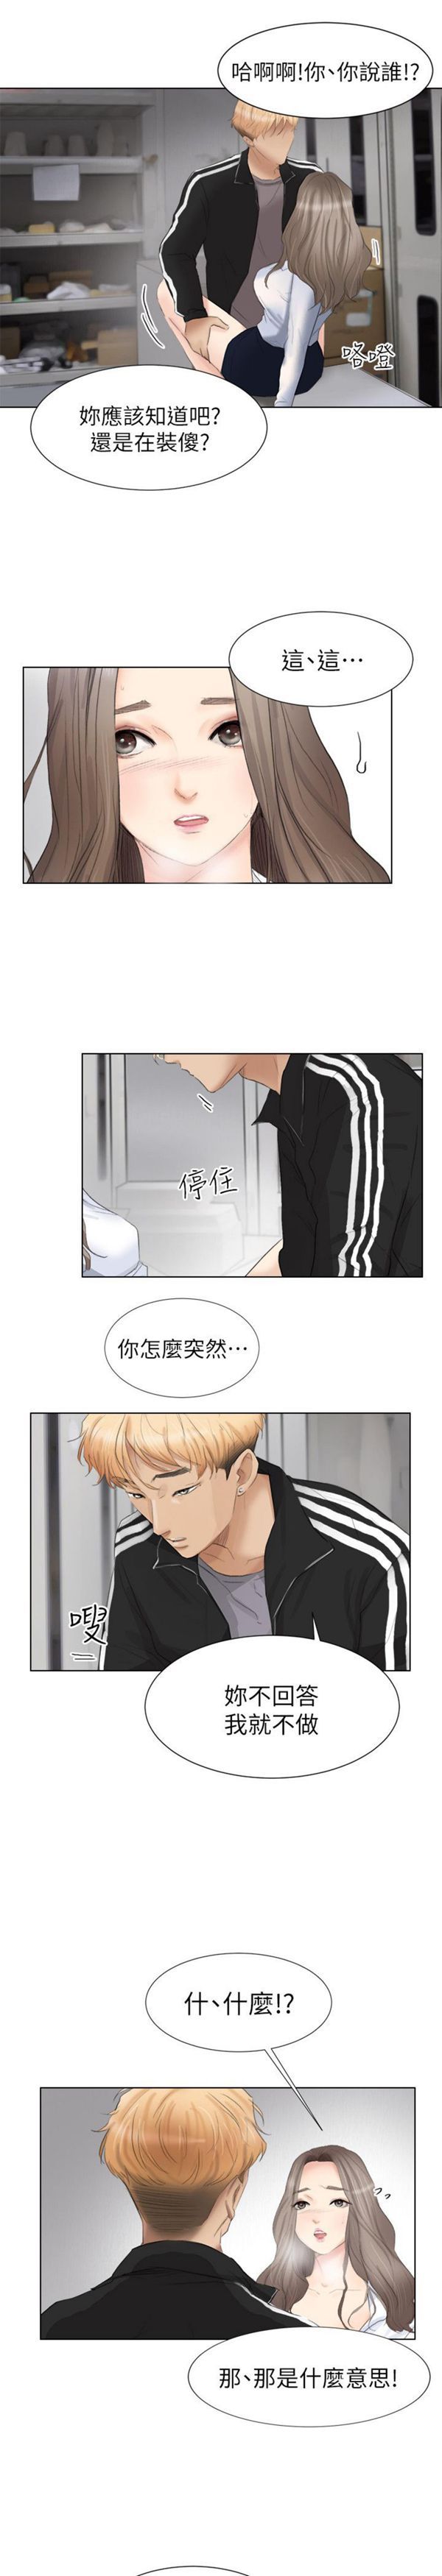 哈啊啊!你、你說誰!?
咯噔
妳應該知道吧?
還是在裝傻?
這、這⋯
停住
你怎麼突然⋯
嗖
妳不回答
我就不做
什、什麼!?
那、那是什麼意思!